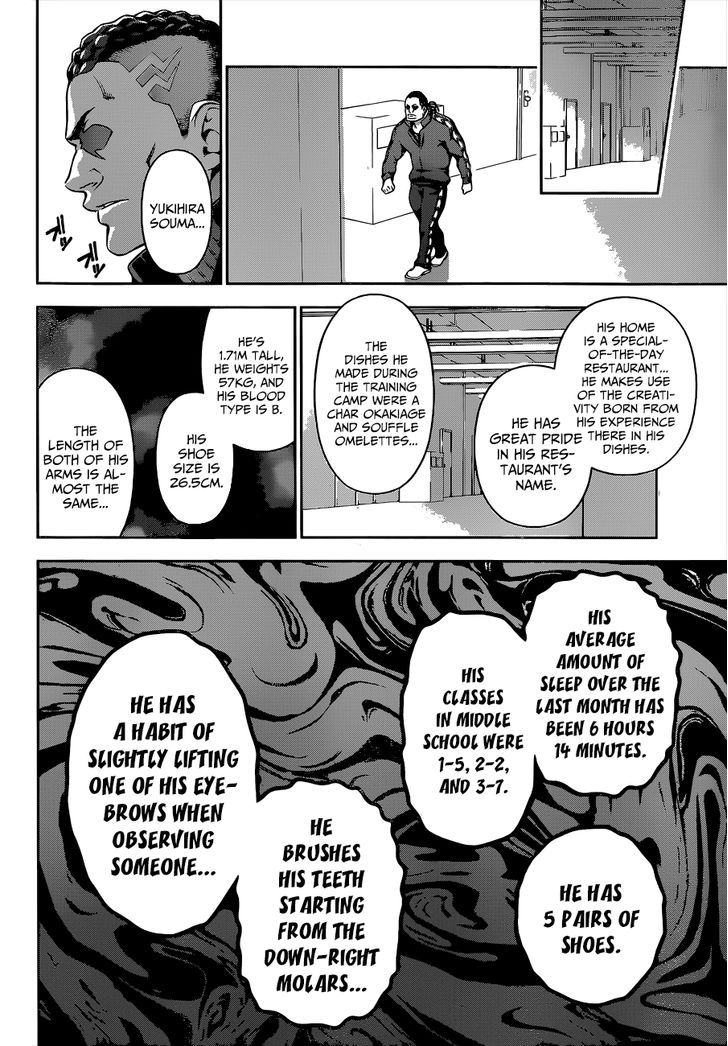 YUKIHIRA
SOUMA...
ザッ
ザッ
HIS HOME
IS A SPECIAL-
OF-THE-DAY
RESTAURANT...
HE MAKES USE
OF THE CREATI-
VITY BORN FROM
HIS EXPERIENCE
THERE IN HIS
DISHES.
HE HAS
GREAT PRIDE
IN HIS RES-
TAURANT'S
NAME.
THE
DISHES HE
MADE DURING
THE TRAINING
CAMP WERE A
CHAR OKAKIAGE
AND SOUFFLE
OMELETTES...
HE'S
1.71M TALL,
HE WEIGHTS
57KG, AND
HIS BLOOD
TYPE IS B.
HIS
SHOE
SIZE IS
26.5CM.
THE
LENGTH OF
BOTH OF HIS
ARMS IS AL-
MOST THE
SAME...
HIS
AVERAGE
AMOUNT OF
SLEEP OVER THE
LAST MONTH HAS
BEEN 6 HOURS
14 MINUTES.
HIS
CLASSES
IN MIDDLE
SCHOOL WERE
1-5, 2-2,
AND 3-7.
HE HAS
5 PAIRS OF
SHOES.
HE
BRUSHES
HIS TEETH
STARTING
FROM THE
DOWN-RIGHT
MOLARS...
HE HAS
A HABIT OF
SLIGHTLY LIFTING
ONE OF HIS EYE-
BROWS WHEN
OBSERVING
SOMEONE...